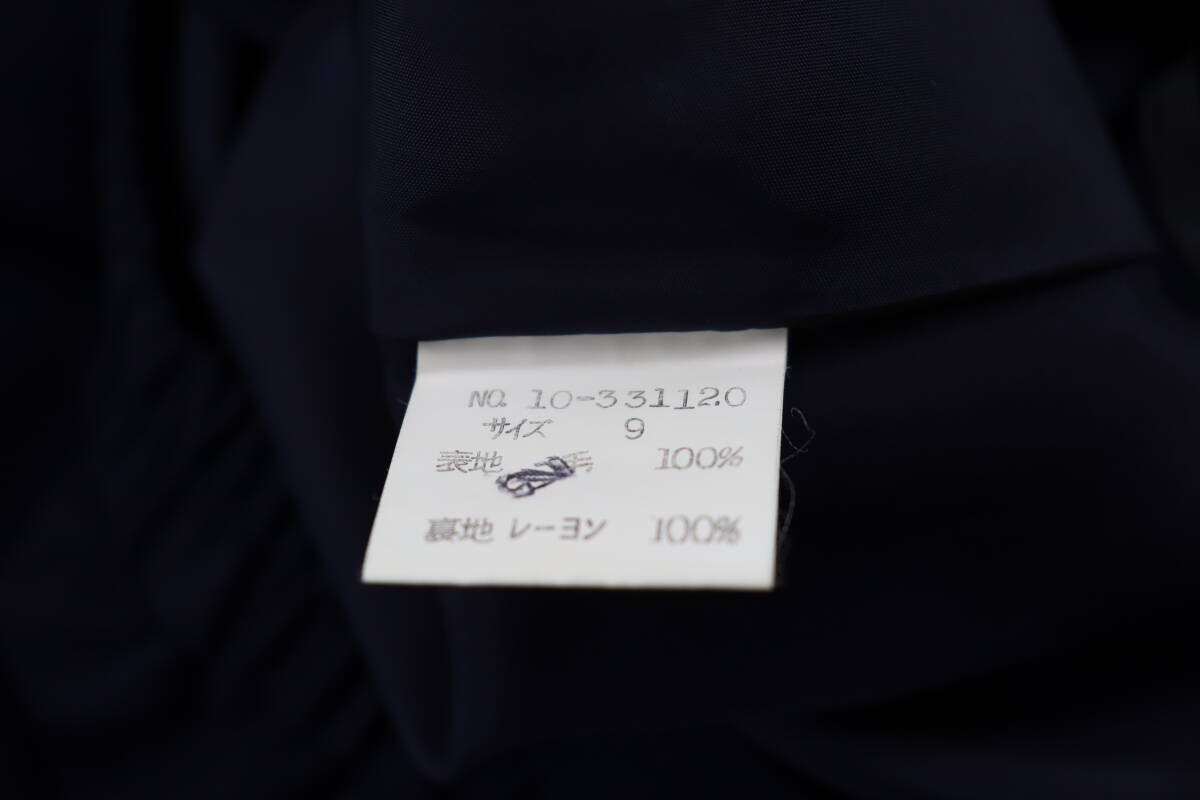 NO. 10-331120
サイズ 9
表地 毛 100%
裏地 レーヨン 100%